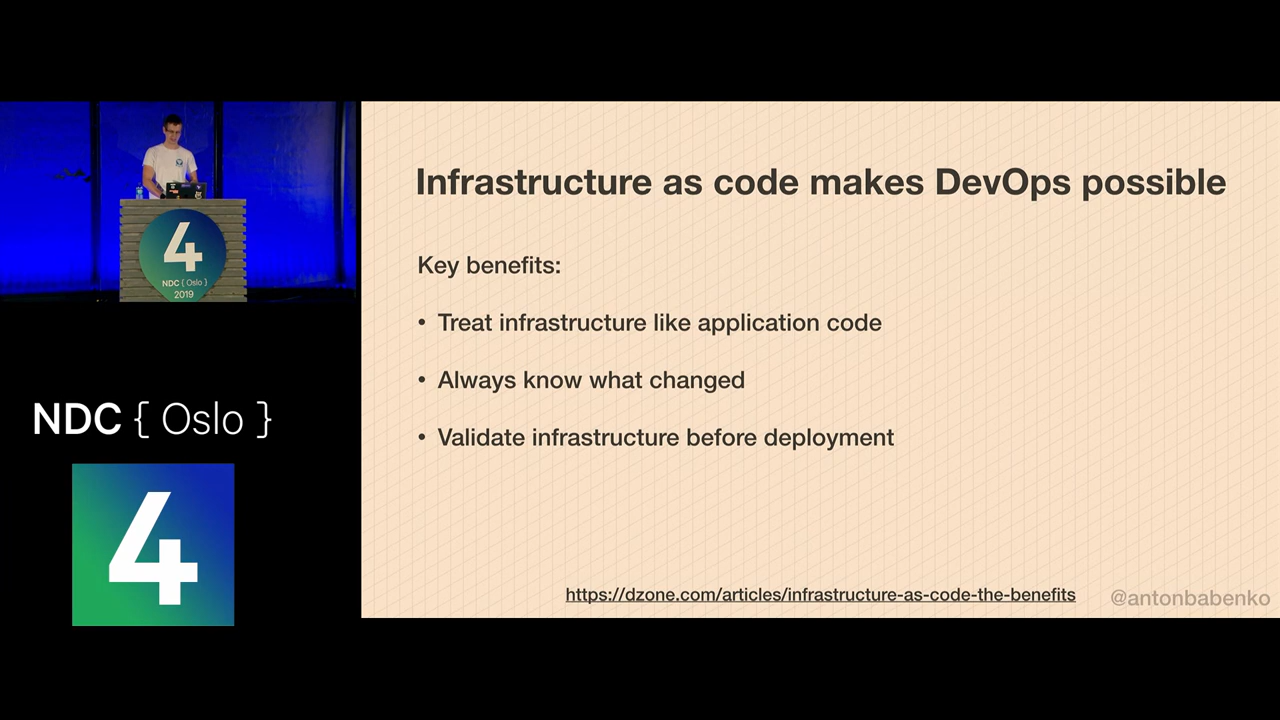 4
NDC { Oslo }
2019
NDC { Oslo }
4
Infrastructure as code makes DevOps possible
Key benefits:
• Treat infrastructure like application code
• Always know what changed
• Validate infrastructure before deployment
https://dzone.com/articles/infrastructure-as-code-the-benefits
@antonbabenko